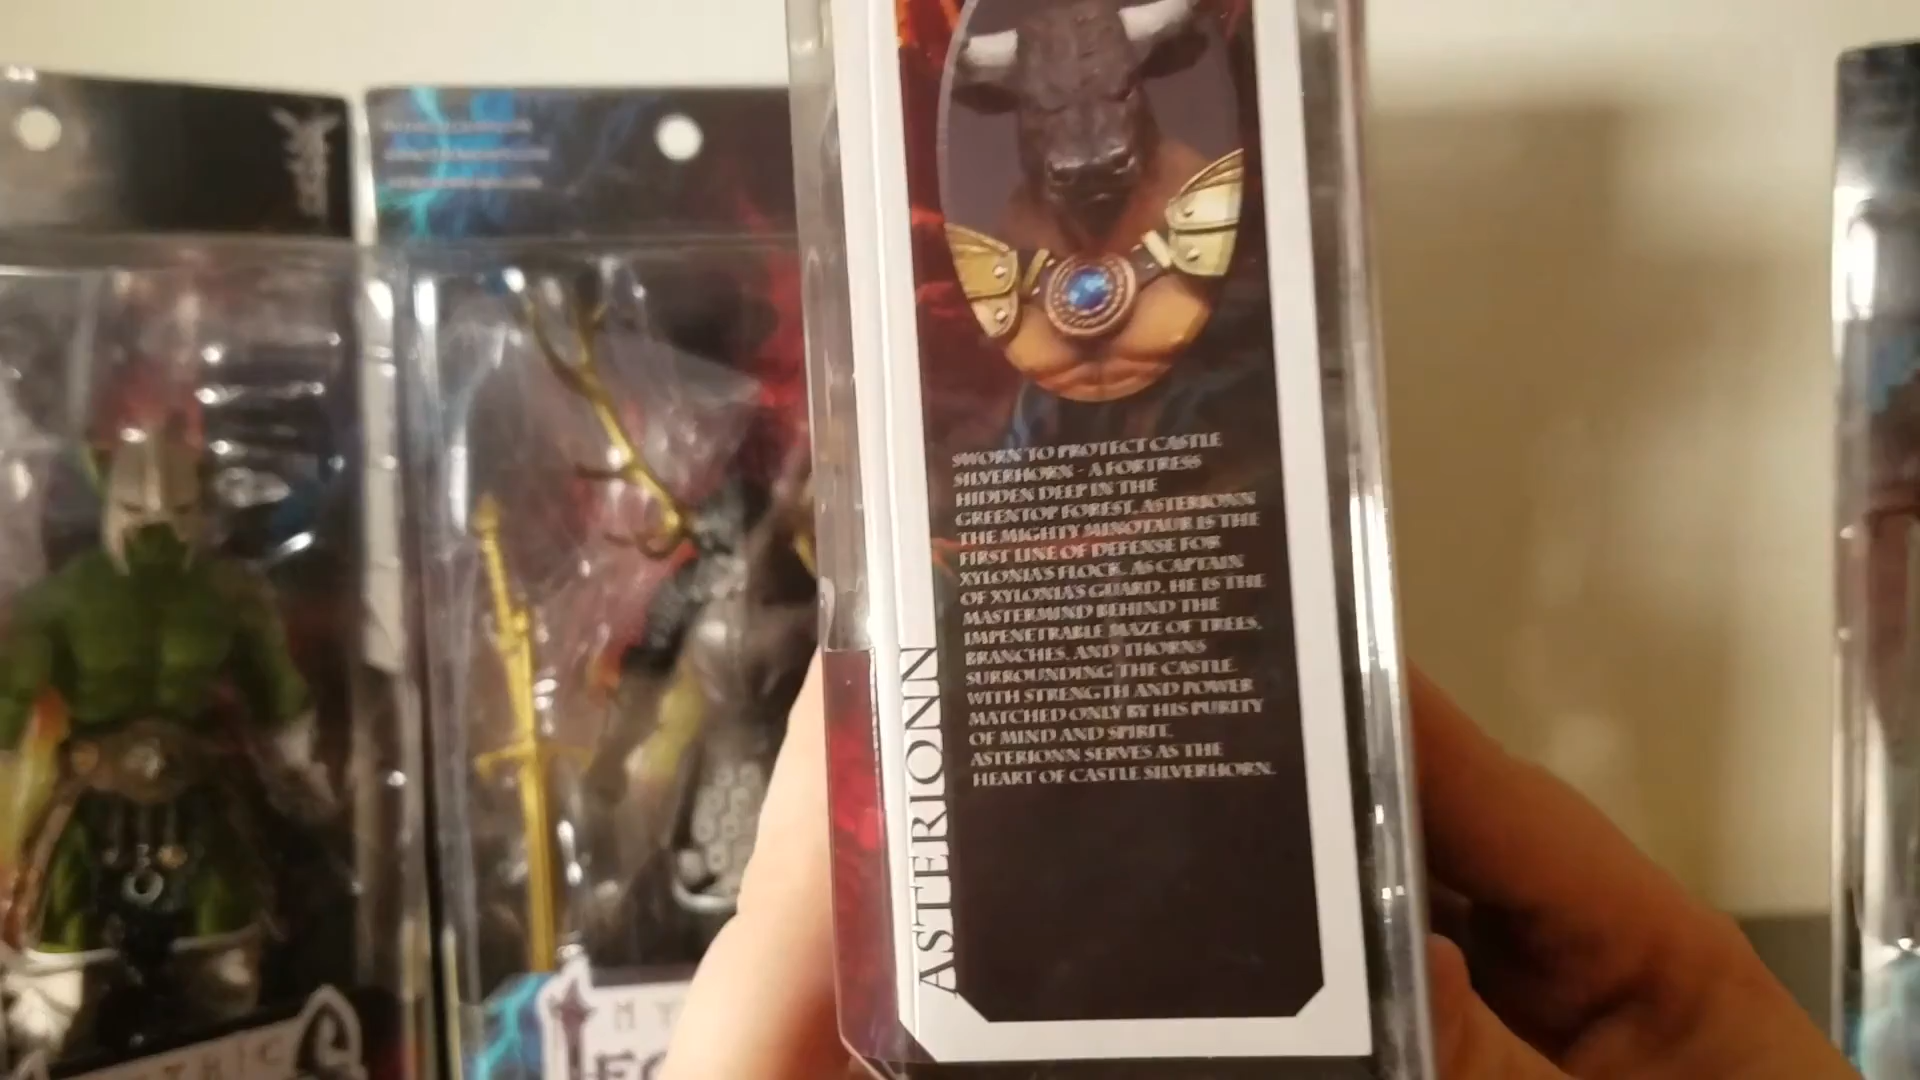 SWORN TO PROTECT CASTLE
SILVERHORN - A FORTRESS
HIDDEN DEEP IN THE
GREENTOP FOREST, ASTERIONN
THE MIGHTY MINOTAUR IS THE
FIRST LINE OF DEFENSE FOR
XYLONIA'S FLOCK. AS CAPTAIN
OF XYLONIA'S GUARD, HE IS THE
MASTERMIND BEHIND THE
IMPENETRABLE MAZE OF TREES,
BRANCHES, AND THORNS
SURROUNDING THE CASTLE.
WITH STRENGTH AND POWER
MATCHED ONLY BY HIS PURITY
OF MIND AND SPIRIT,
ASTERIONN SERVES AS THE
HEART OF CASTLE SILVERHORN.
ASTERIONN